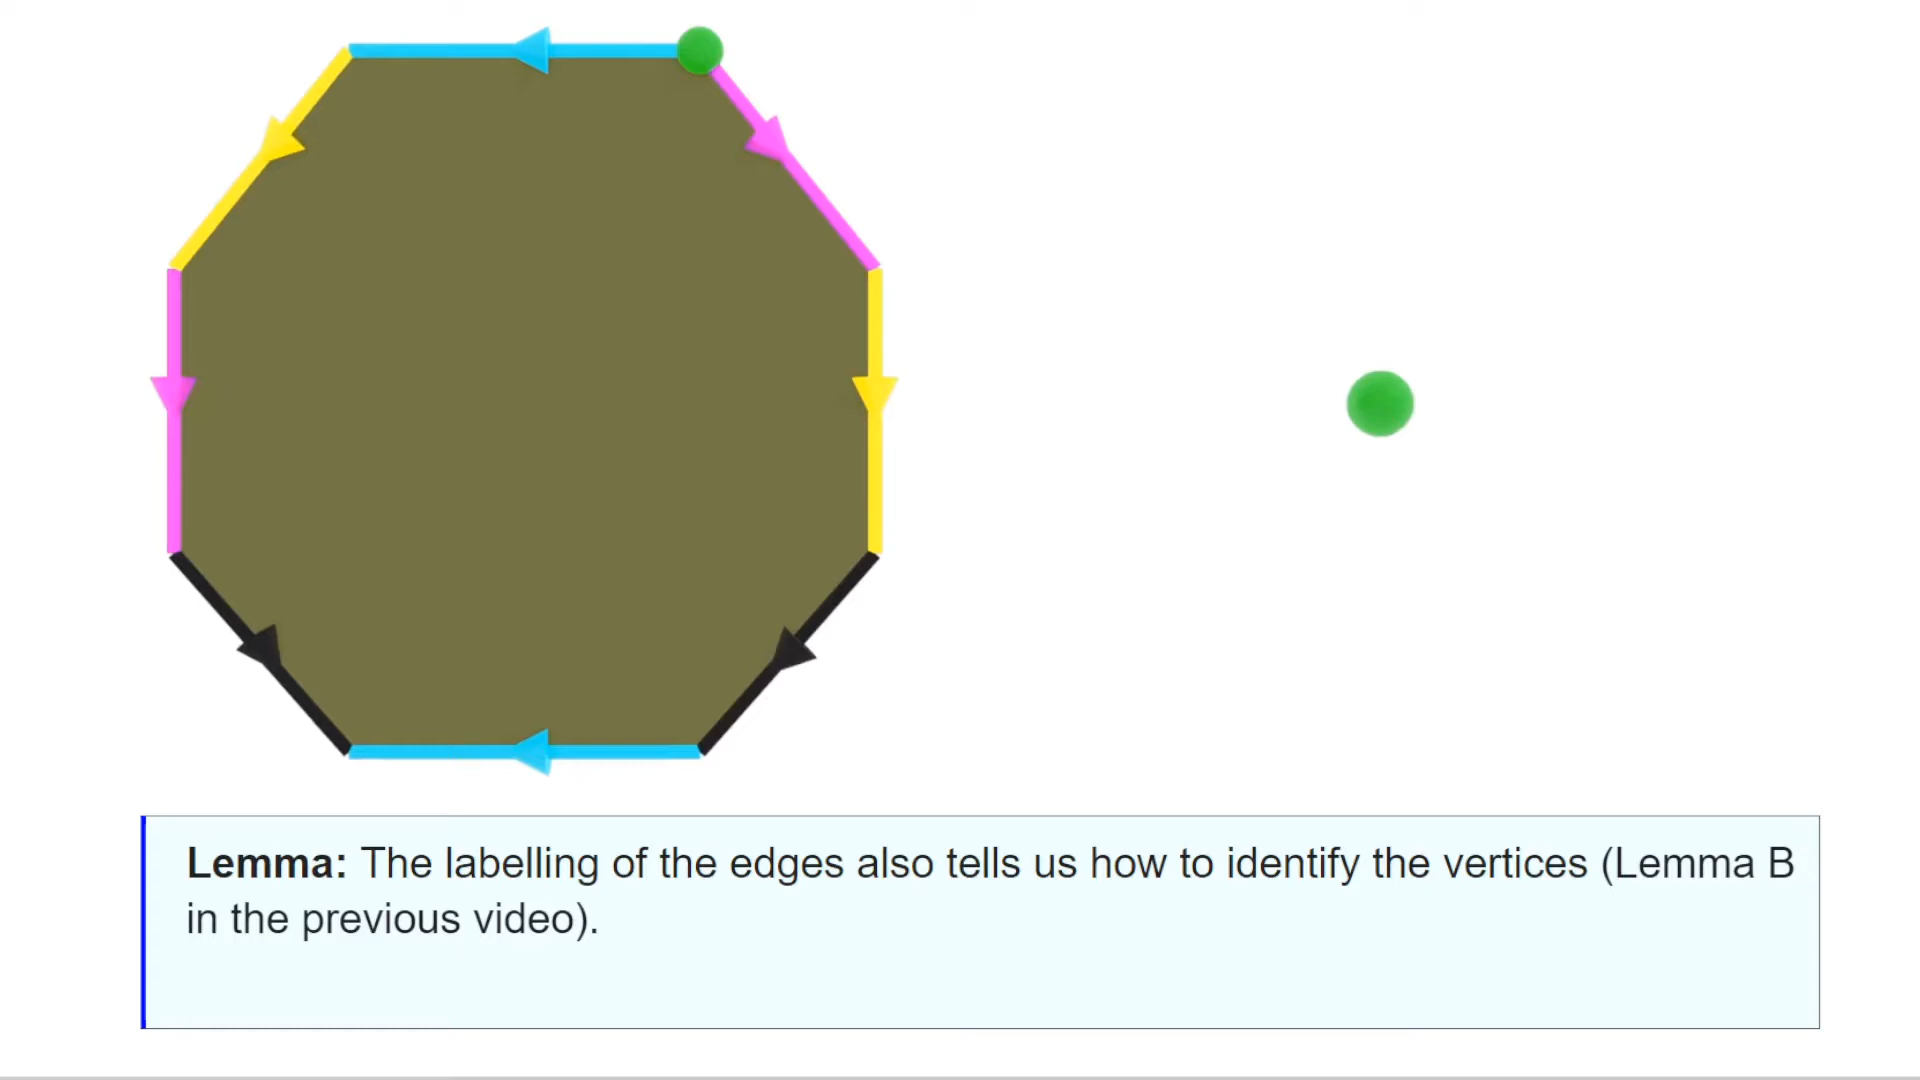 Lemma: The labelling of the edges also tells us how to identify the vertices (Lemma B
in the previous video).